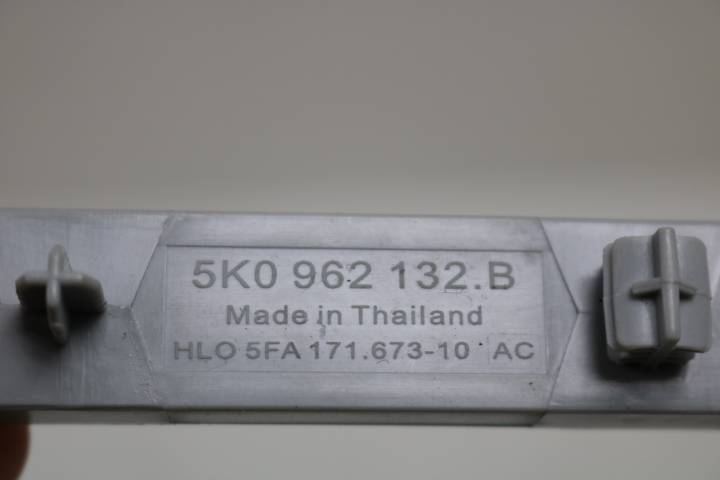 5K0 962 132.B
Made in Thailand
HLO 5FA 171.673-10 AC